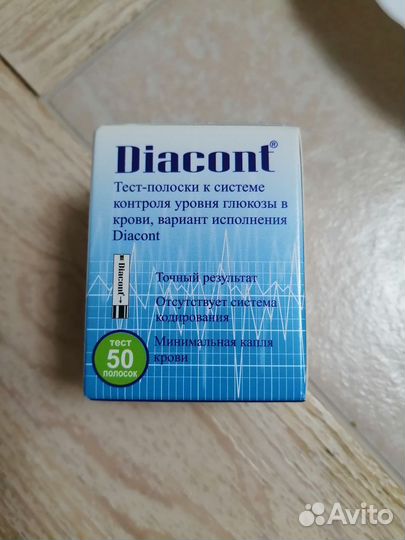 Diacont®
Тест-полоски к системе
контроля уровня глюкозы в
крови, вариант исполнения
Diacont
Diacont
Точный результат
Отсутствует система
кодирования
Минимальная капля
крови
тест
50
полосок
Avito